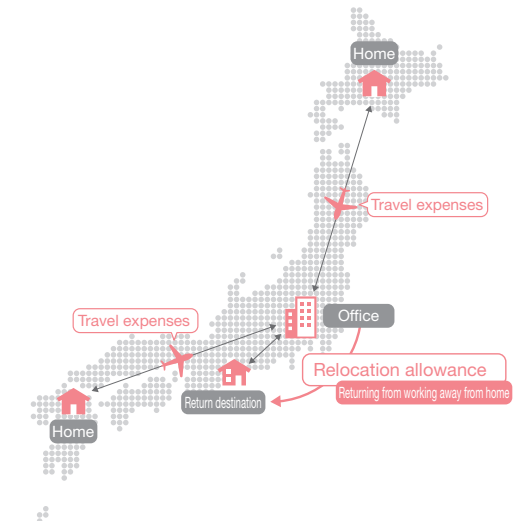 Home
Travel expenses
Office
Travel expenses
Relocation allowance
Returning from working away from home
Return destination
Home